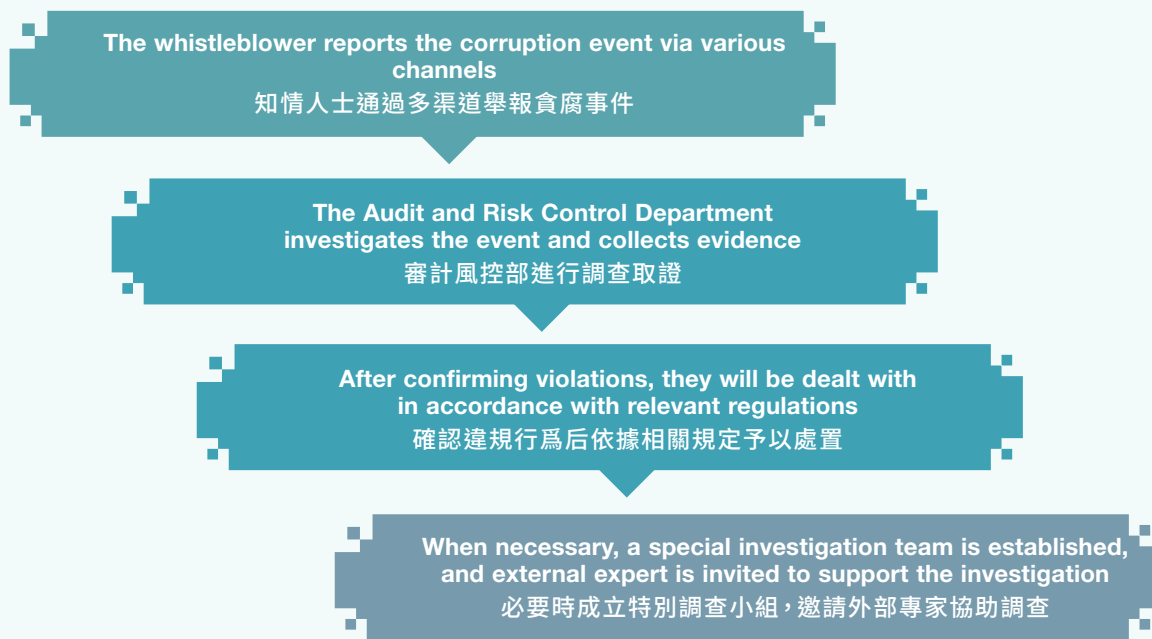 The whistleblower reports the corruption event via various
channels
知情人士通過多渠道舉報貪腐事件
The Audit and Risk Control Department
investigates the event and collects evidence
審計風控部進行調查取證
After confirming violations, they will be dealt with
in accordance with relevant regulations
確認違規行爲后依據相關規定予以處置
When necessary, a special investigation team is established,
and external expert is invited to support the investigation
必要時成立特別調查小組，邀請外部專家協助調查